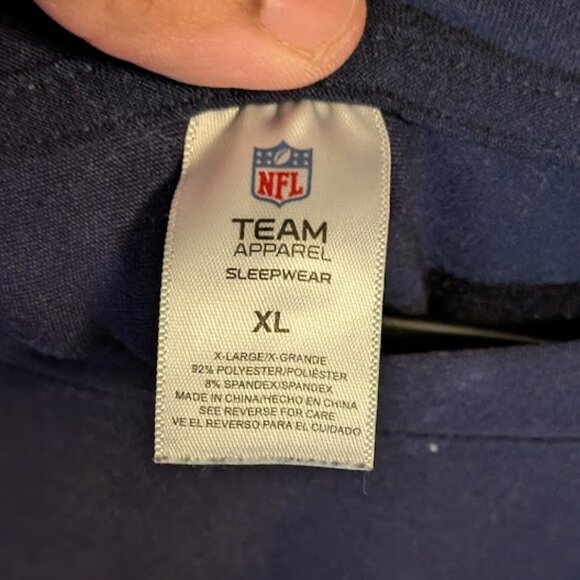 NFL
TEAM
APPAREL
SLEEPWEAR
XL
X-LARGE/X-GRANDE
92% POLYESTER/POLIÉSTER
8% SPANDEX/SPANDEX
MADE IN CHINA/HECHO EN CHINA
SEE REVERSE FOR CARE
VE EL REVERSO PARA EL CUIDADO